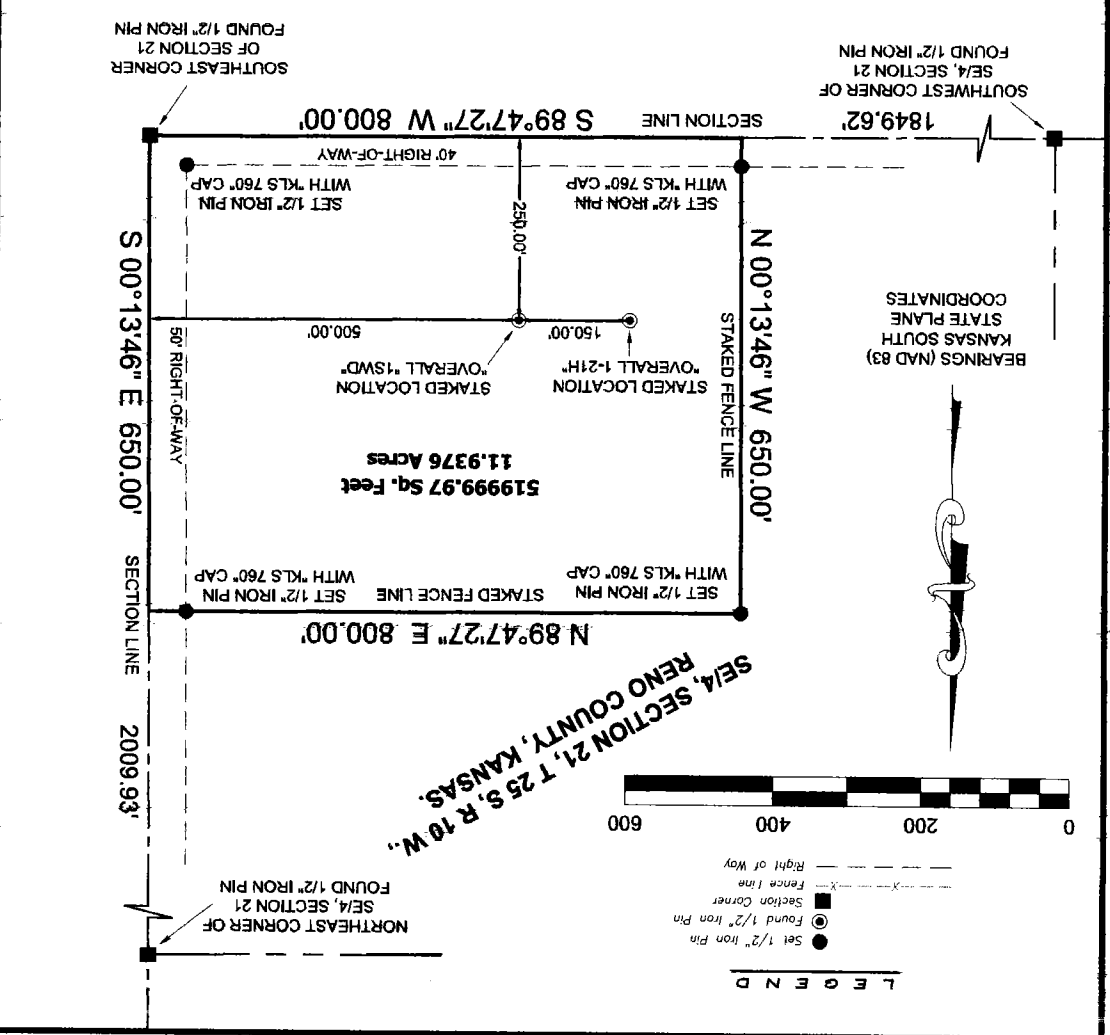 LEGEND
Set 1/2" Iron Pin
Found 1/2" Iron Pin
Section Corner
Fence Line
Right of Way
0 200 400 600
NORTHEAST CORNER OF
SE/4, SECTION 21
FOUND 1/2" IRON PIN
2009.93'
SECTION LINE
SE/4, SECTION 21, T 25 S, R 10 W.,
RENO COUNTY, KANSAS.
N 89°47'27" E 800.00'
STAKED FENCE LINE
SET 1/2" IRON PIN
WITH "KLS 760" CAP
SET 1/2" IRON PIN
WITH "KLS 760" CAP
519999.97 Sq. Feet
11.9376 Acres
N 00°13'46" W 650.00'
STAKED FENCE LINE
S 00°13'46" E 650.00'
50' RIGHT-OF-WAY
STAKED LOCATION
"OVERALL 1-21H"
STAKED LOCATION
"OVERALL "1SWD"
150.00'
500.00'
250.00'
BEARINGS (NAD 83)
KANSAS SOUTH
STATE PLANE
COORDINATES
SET 1/2" IRON PIN
WITH "KLS 760" CAP
SET 1/2" IRON PIN
WITH "KLS 760" CAP
40' RIGHT-OF-WAY
1849.62'
SECTION LINE
S 89°47'27" W 800.00'
SOUTHWEST CORNER OF
SE/4, SECTION 21
FOUND 1/2" IRON PIN
SOUTHEAST CORNER
OF SECTION 21
FOUND 1/2" IRON PIN